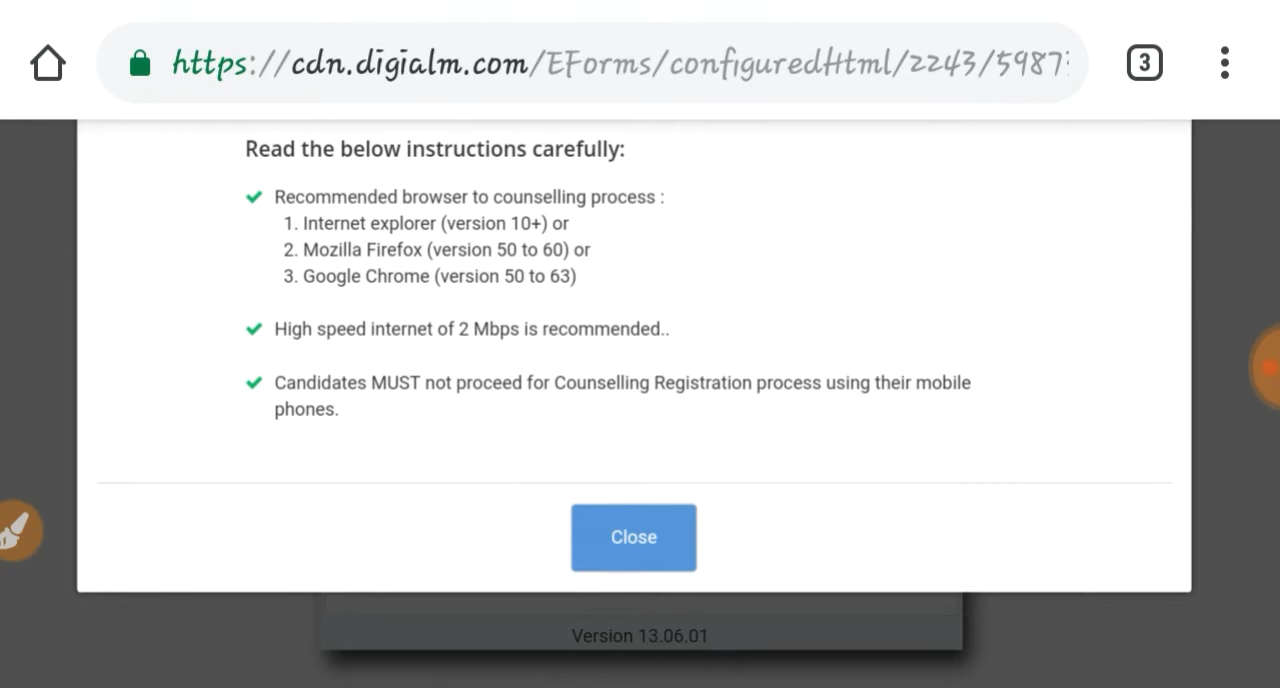 https://cdn.digialm.com/EForms/configuredHtml/2243/5987
3
Read the below instructions carefully:
Recommended browser to counselling process :
1. Internet explorer (version 10+) or
2. Mozilla Firefox (version 50 to 60) or
3. Google Chrome (version 50 to 63)
High speed internet of 2 Mbps is recommended..
Candidates MUST not proceed for Counselling Registration process using their mobile
phones.
Close
Version 13.06.01